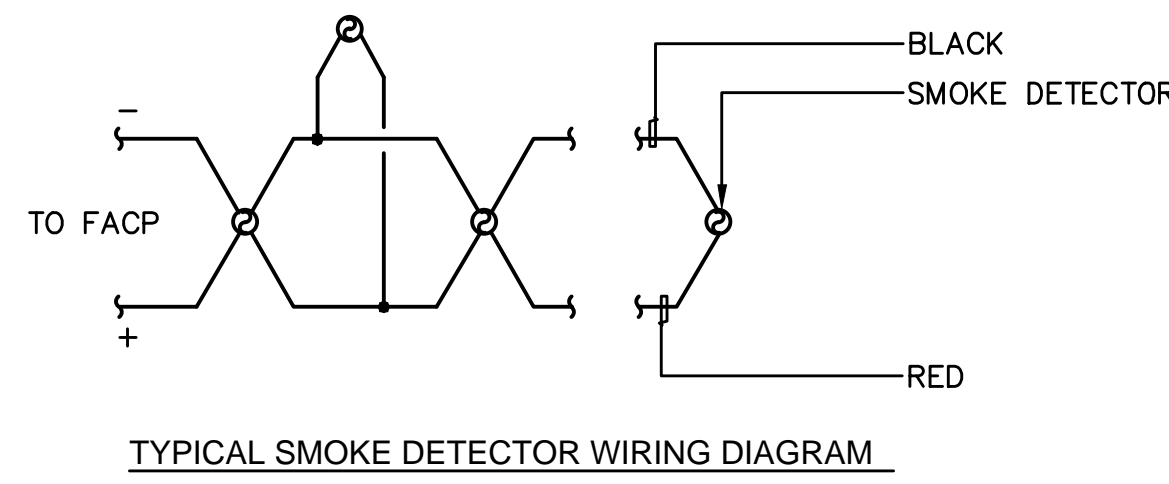 BLACK
SMOKE DETECTOR
−
TO FACP
+
RED
TYPICAL SMOKE DETECTOR WIRING DIAGRAM